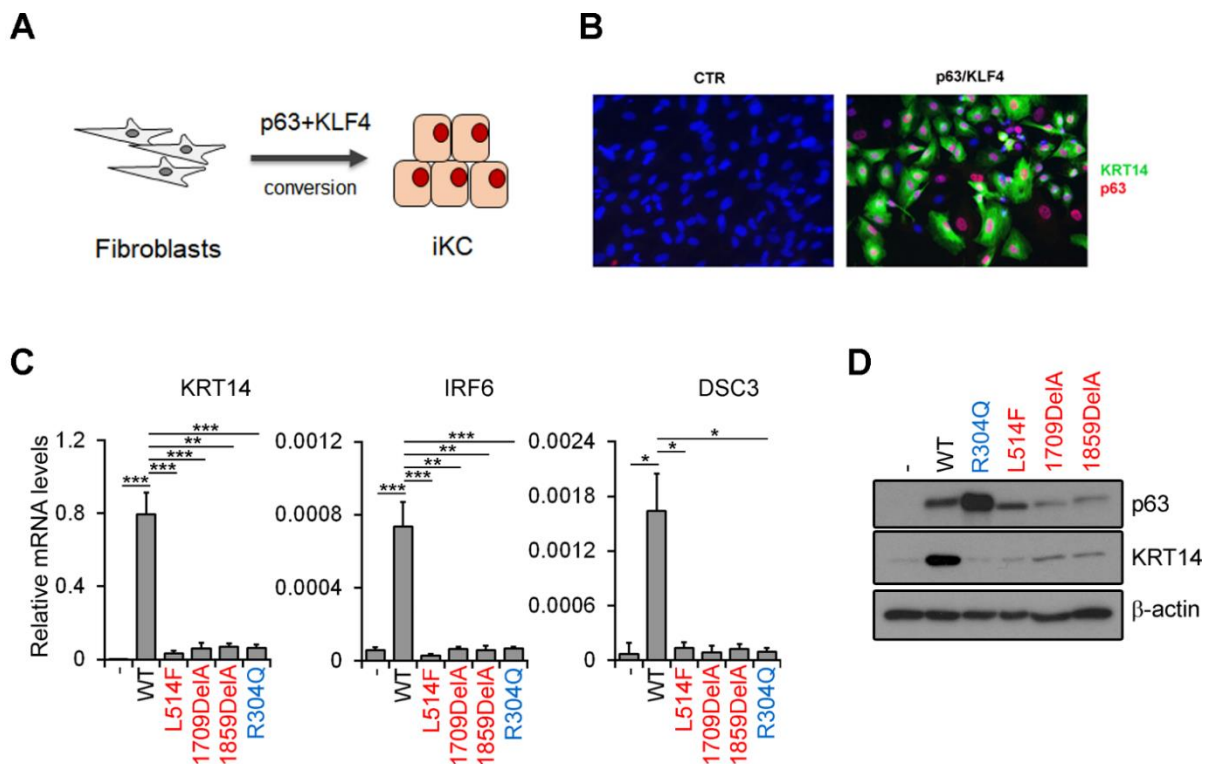 A
p63+KLF4
conversion
Fibroblasts
iKC
B
CTR
p63/KLF4
KRT14
p63
C
KRT14
IRF6
DSC3
Relative mRNA levels
1.2
0.8
0.4
0
***
**
***
***
***
-
WT
L514F
1709DelA
1859DelA
R304Q
0.0012
0.0008
0.0004
0
***
**
**
***
***
-
WT
L514F
1709DelA
1859DelA
R304Q
0.0024
0.0018
0.0012
0.0006
0
*
*
*
-
WT
L514F
1709DelA
1859DelA
R304Q
D
-
WT
R304Q
L514F
1709DelA
1859DelA
p63
KRT14
β-actin